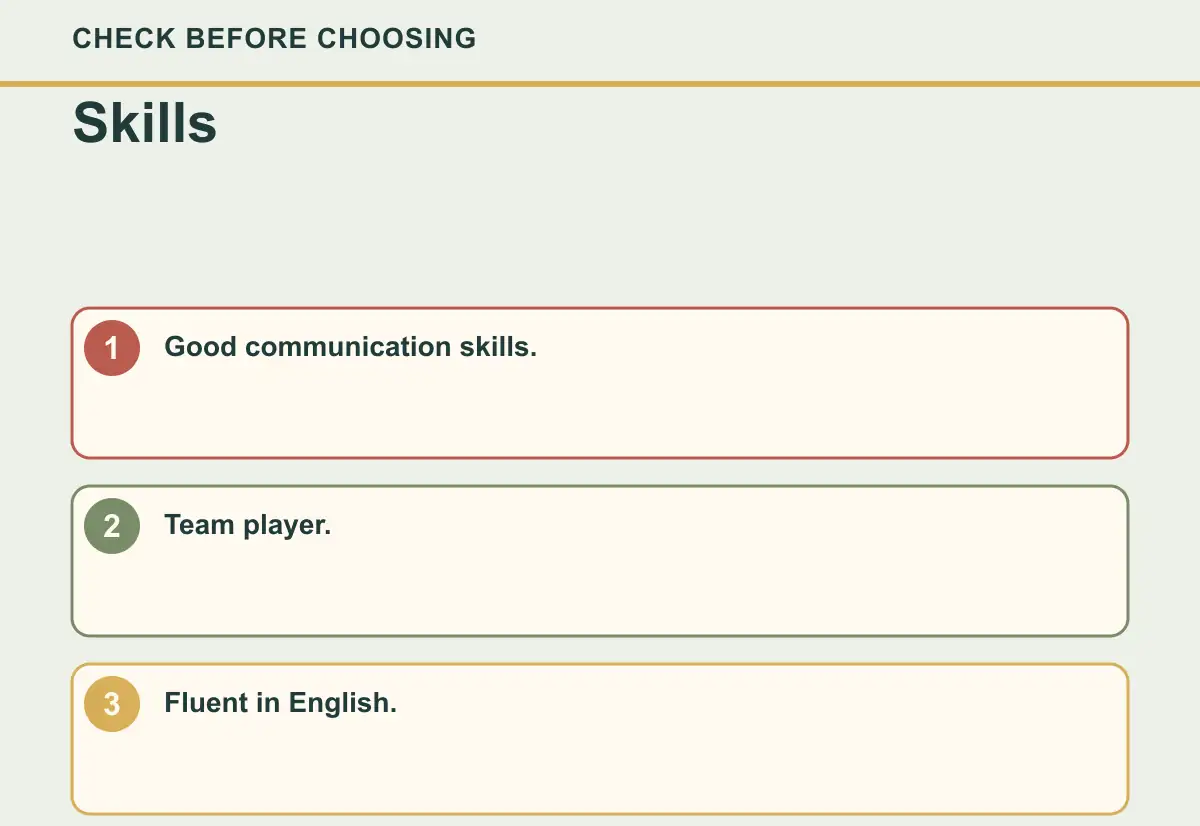 CHECK BEFORE CHOOSING
Skills
1 Good communication skills.
2 Team player.
3 Fluent in English.